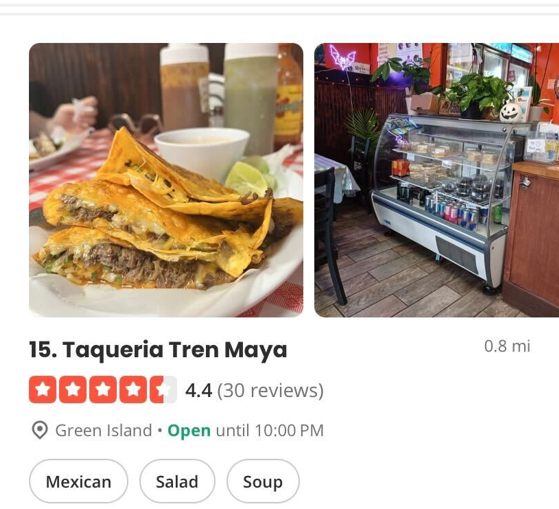 15. Taqueria Tren Maya
0.8 mi
4.4 (30 reviews)
Green Island • Open until 10:00 PM
Mexican
Salad
Soup